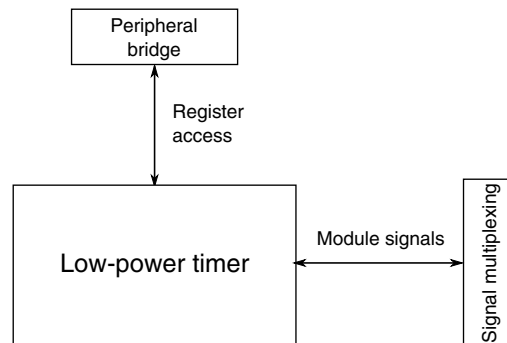 Peripheral
bridge
Register
access
Low-power timer
Module signals
Signal multiplexing